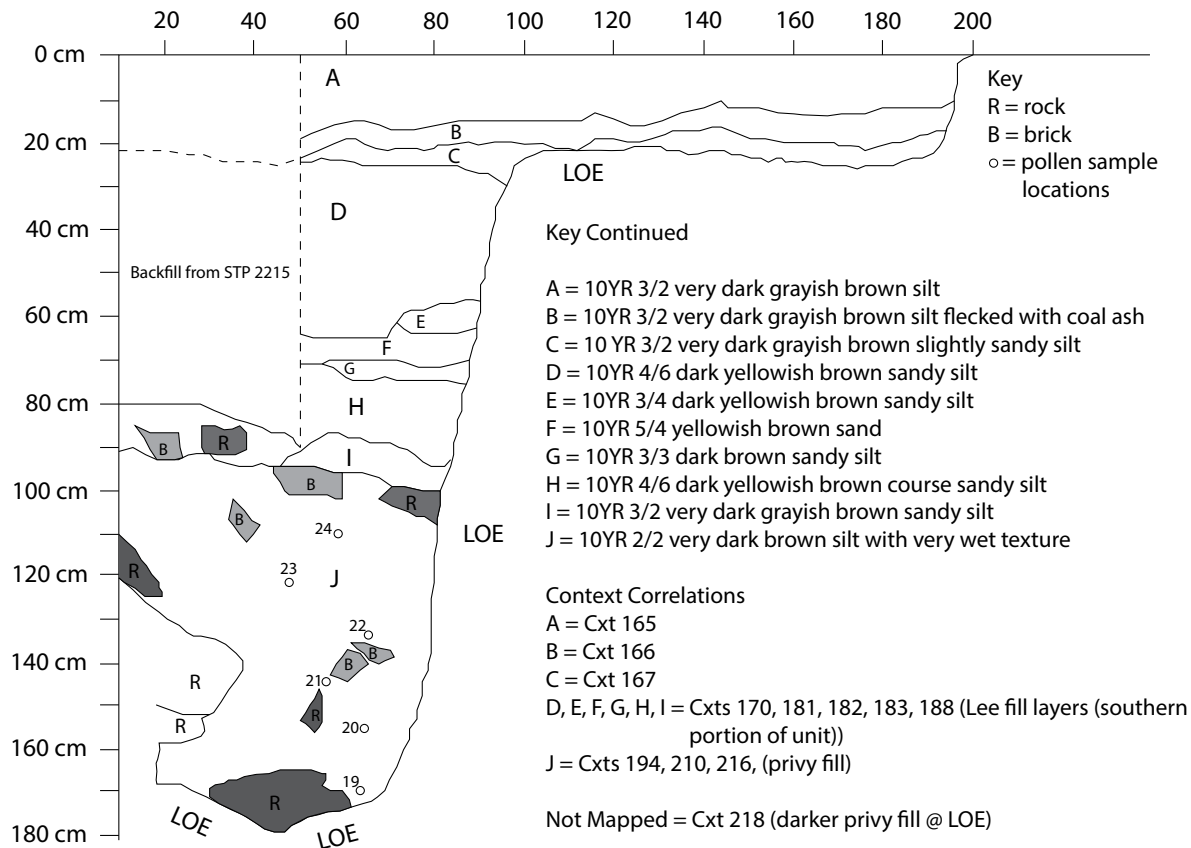 20 40 60 80 100 120 140 160 180 200
0 cm
A
Key
R = rock
B = brick
= pollen sample
locations
B
20 cm
C
LOE
D
40 cm
Key Continued
Backfill from STP 2215
A = 10YR 3/2 very dark grayish brown silt
60 cm
E
B = 10YR 3/2 very dark grayish brown silt flecked with coal ash
F
C = 10 YR 3/2 very dark grayish brown slightly sandy silt
G
D = 10YR 4/6 dark yellowish brown sandy silt
80 cm
H
E = 10YR 3/4 dark yellowish brown sandy silt
F = 10YR 5/4 yellowish brown sand
B R
I
G = 10YR 3/3 dark brown sandy silt
100 cm
B
R
H = 10YR 4/6 dark yellowish brown course sandy silt
I = 10YR 3/2 very dark grayish brown sandy silt
B
24
LOE
J = 10YR 2/2 very dark brown silt with very wet texture
120 cm
R
23
J
Context Correlations
A = Cxt 165
22
B = Cxt 166
140 cm
B
B
C = Cxt 167
R
21
D, E, F, G, H, I = Cxts 170, 181, 182, 183, 188 (Lee fill layers (southern
portion of unit))
R
R
20
160 cm
J = Cxts 194, 210, 216, (privy fill)
19
R
LOE
LOE
180 cm
Not Mapped = Cxt 218 (darker privy fill @ LOE)